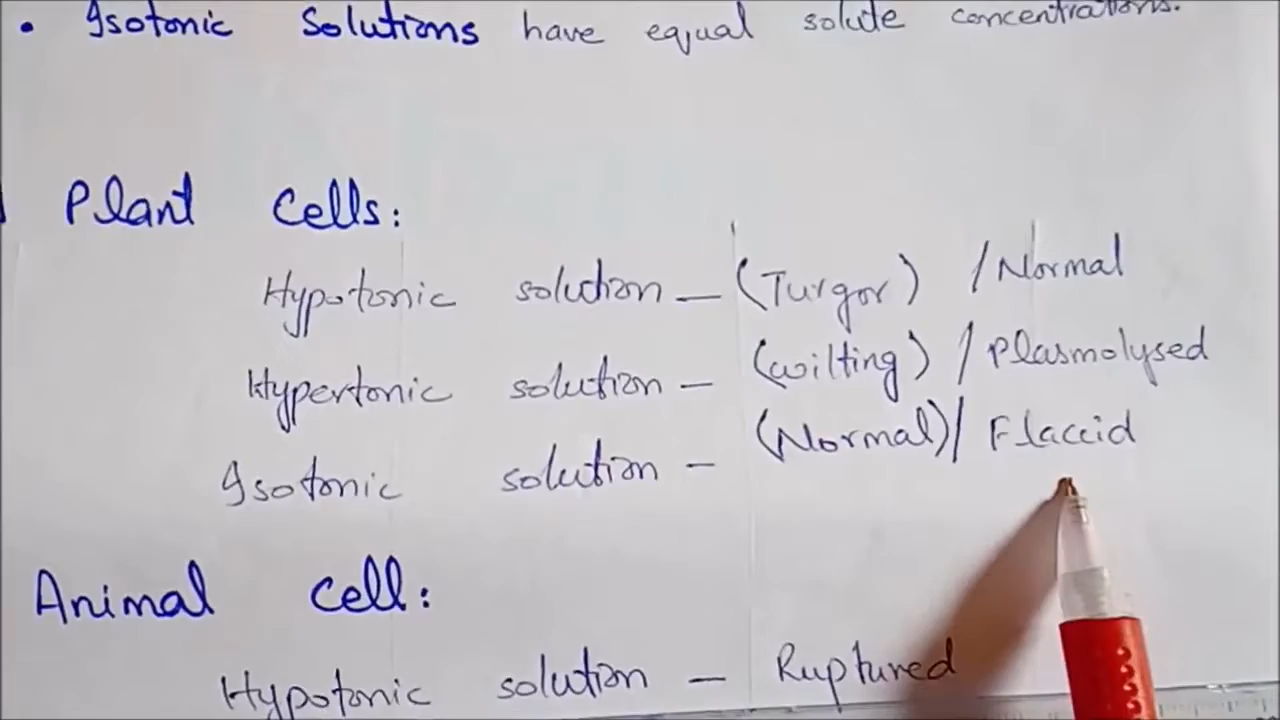 • Isotonic Solutions have equal solute concentrations.
Plant Cells:
Hypotonic solution — (Turgor) / Normal
Hypertonic solution — (wilting) / Plasmolysed
Isotonic solution — (Normal) / Flaccid
Animal Cell:
Hypotonic solution — Ruptured